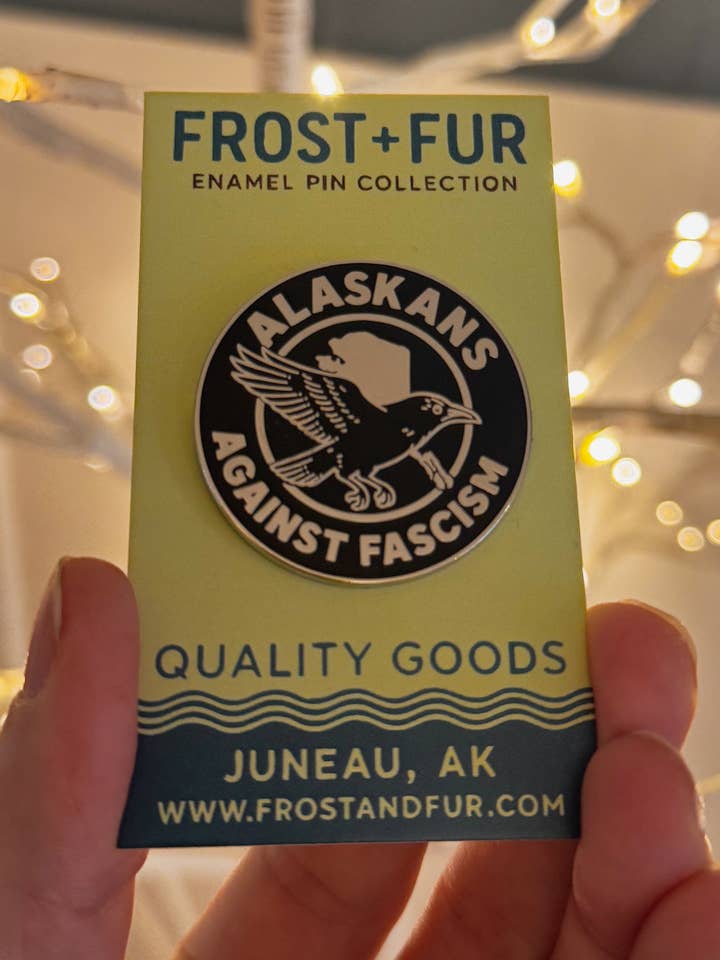 FROST+FUR
ENAMEL PIN COLLECTION
ALASKANS
AGAINST FASCISM
QUALITY GOODS
JUNEAU, AK
WWW.FROSTANDFUR.COM